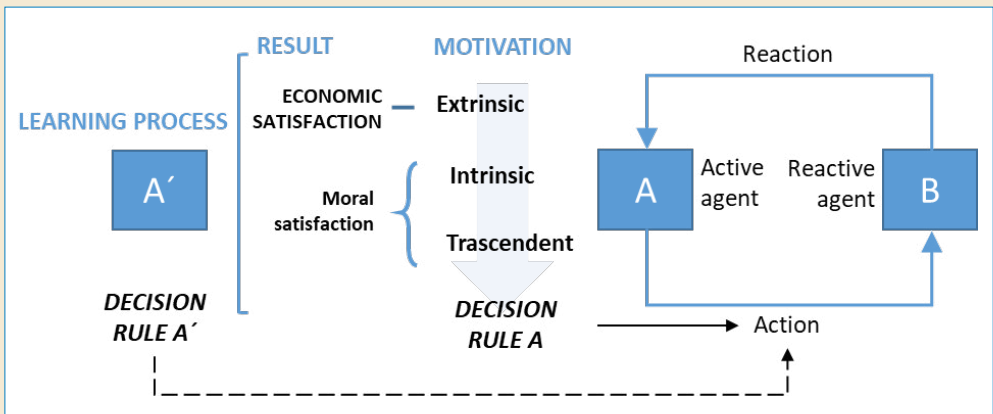 RESULT
MOTIVATION
Reaction
ECONOMIC
SATISFACTION
Extrinsic
LEARNING PROCESS
A´
Moral
satisfaction
Intrinsic
Trascendent
A
Active
agent
Reactive
agent
B
DECISION
RULE A´
DECISION
RULE A
Action